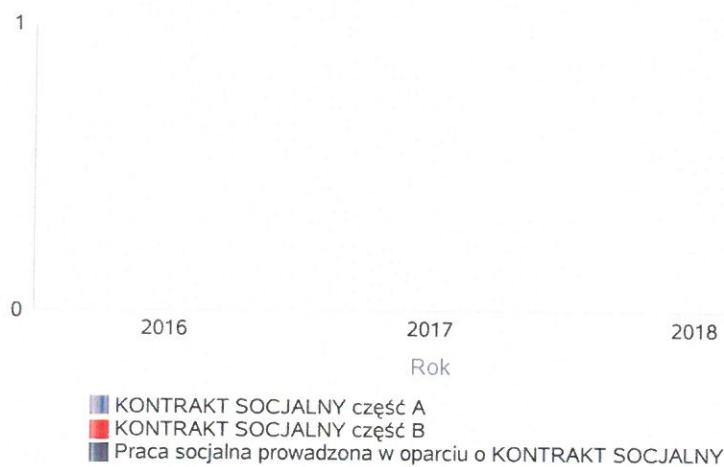 1
0
2016 2017 2018
Rok
KONTRAKT SOCJALNY część A
KONTRAKT SOCJALNY część B
Praca socjalna prowadzona w oparciu o KONTRAKT SOCJALNY